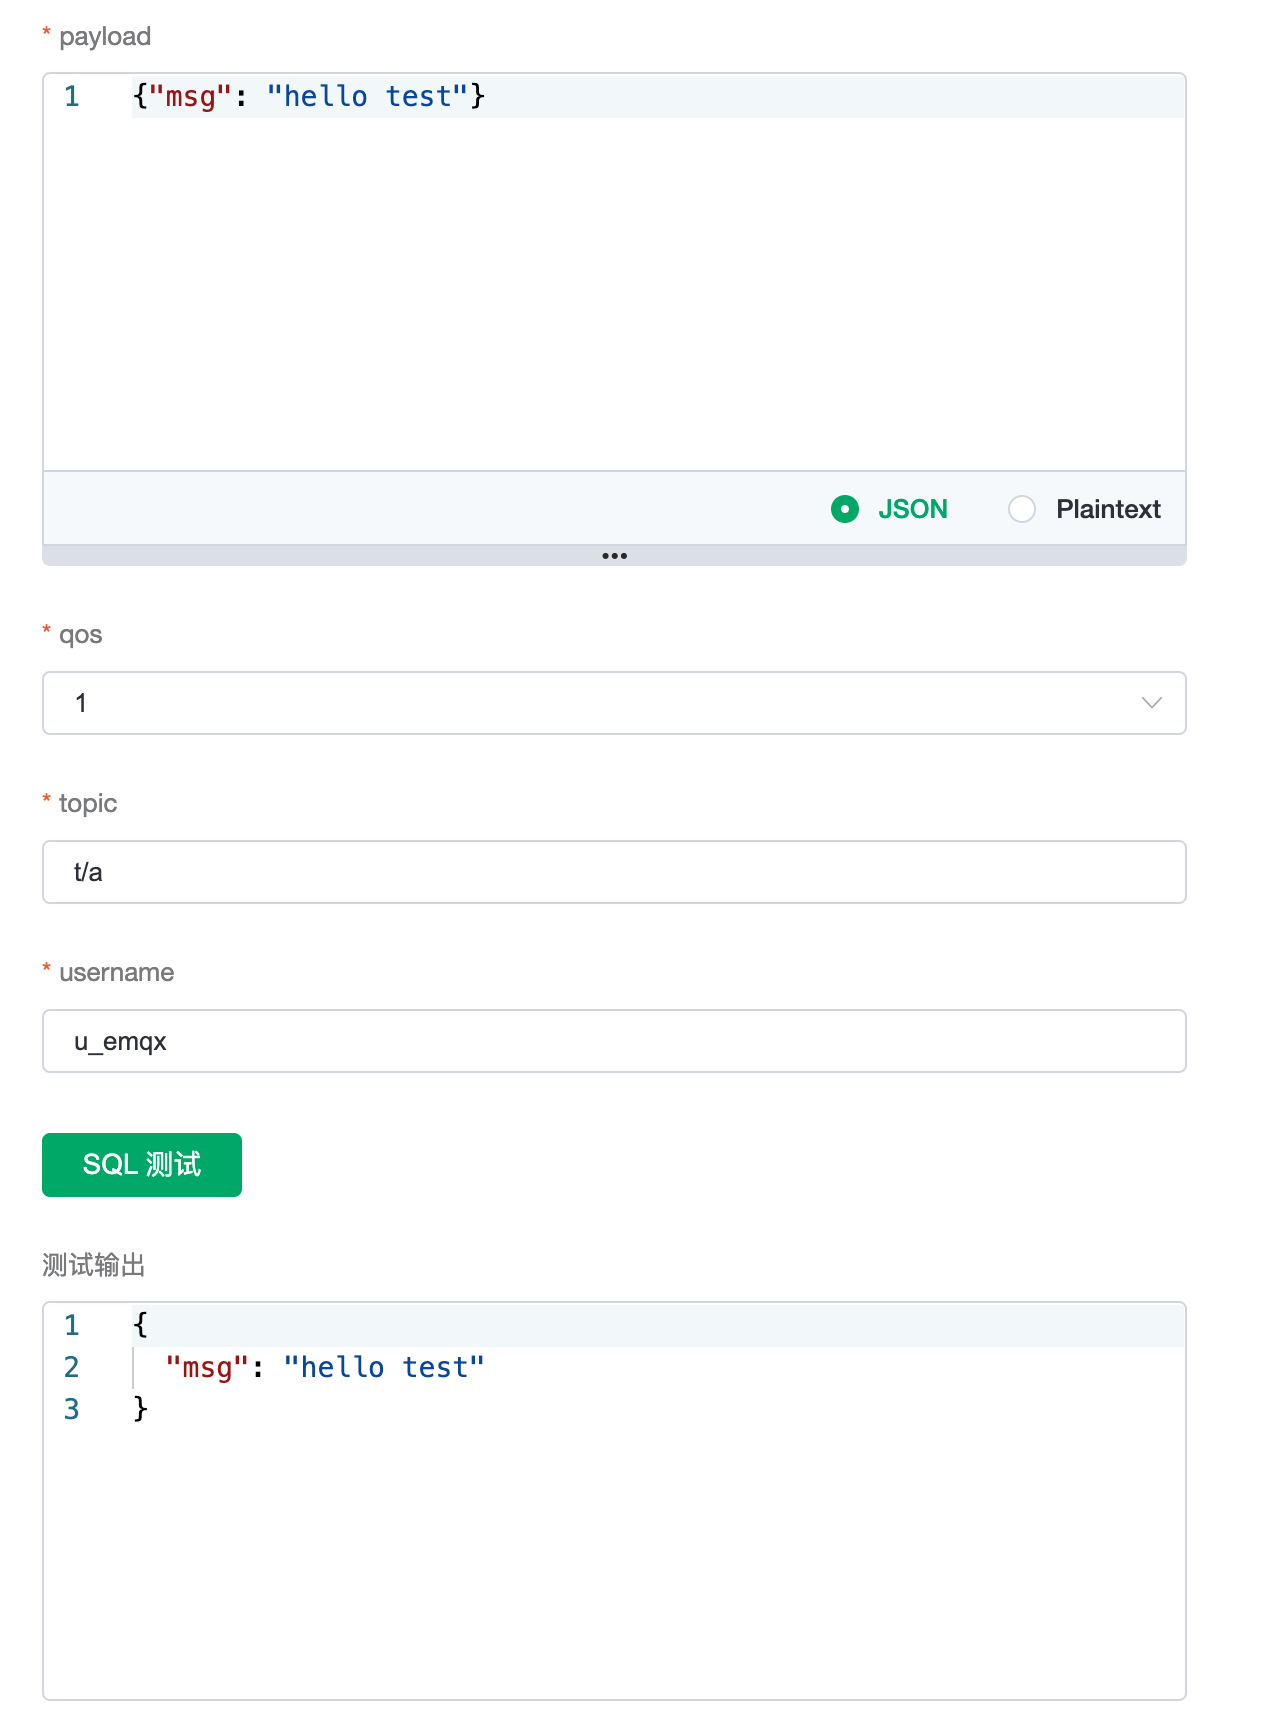 * payload
1 {"msg": "hello test"}
JSON Plaintext
* qos
1
* topic
t/a
* username
u_emqx
SQL 测试
测试输出
1 {
2 "msg": "hello test"
3 }